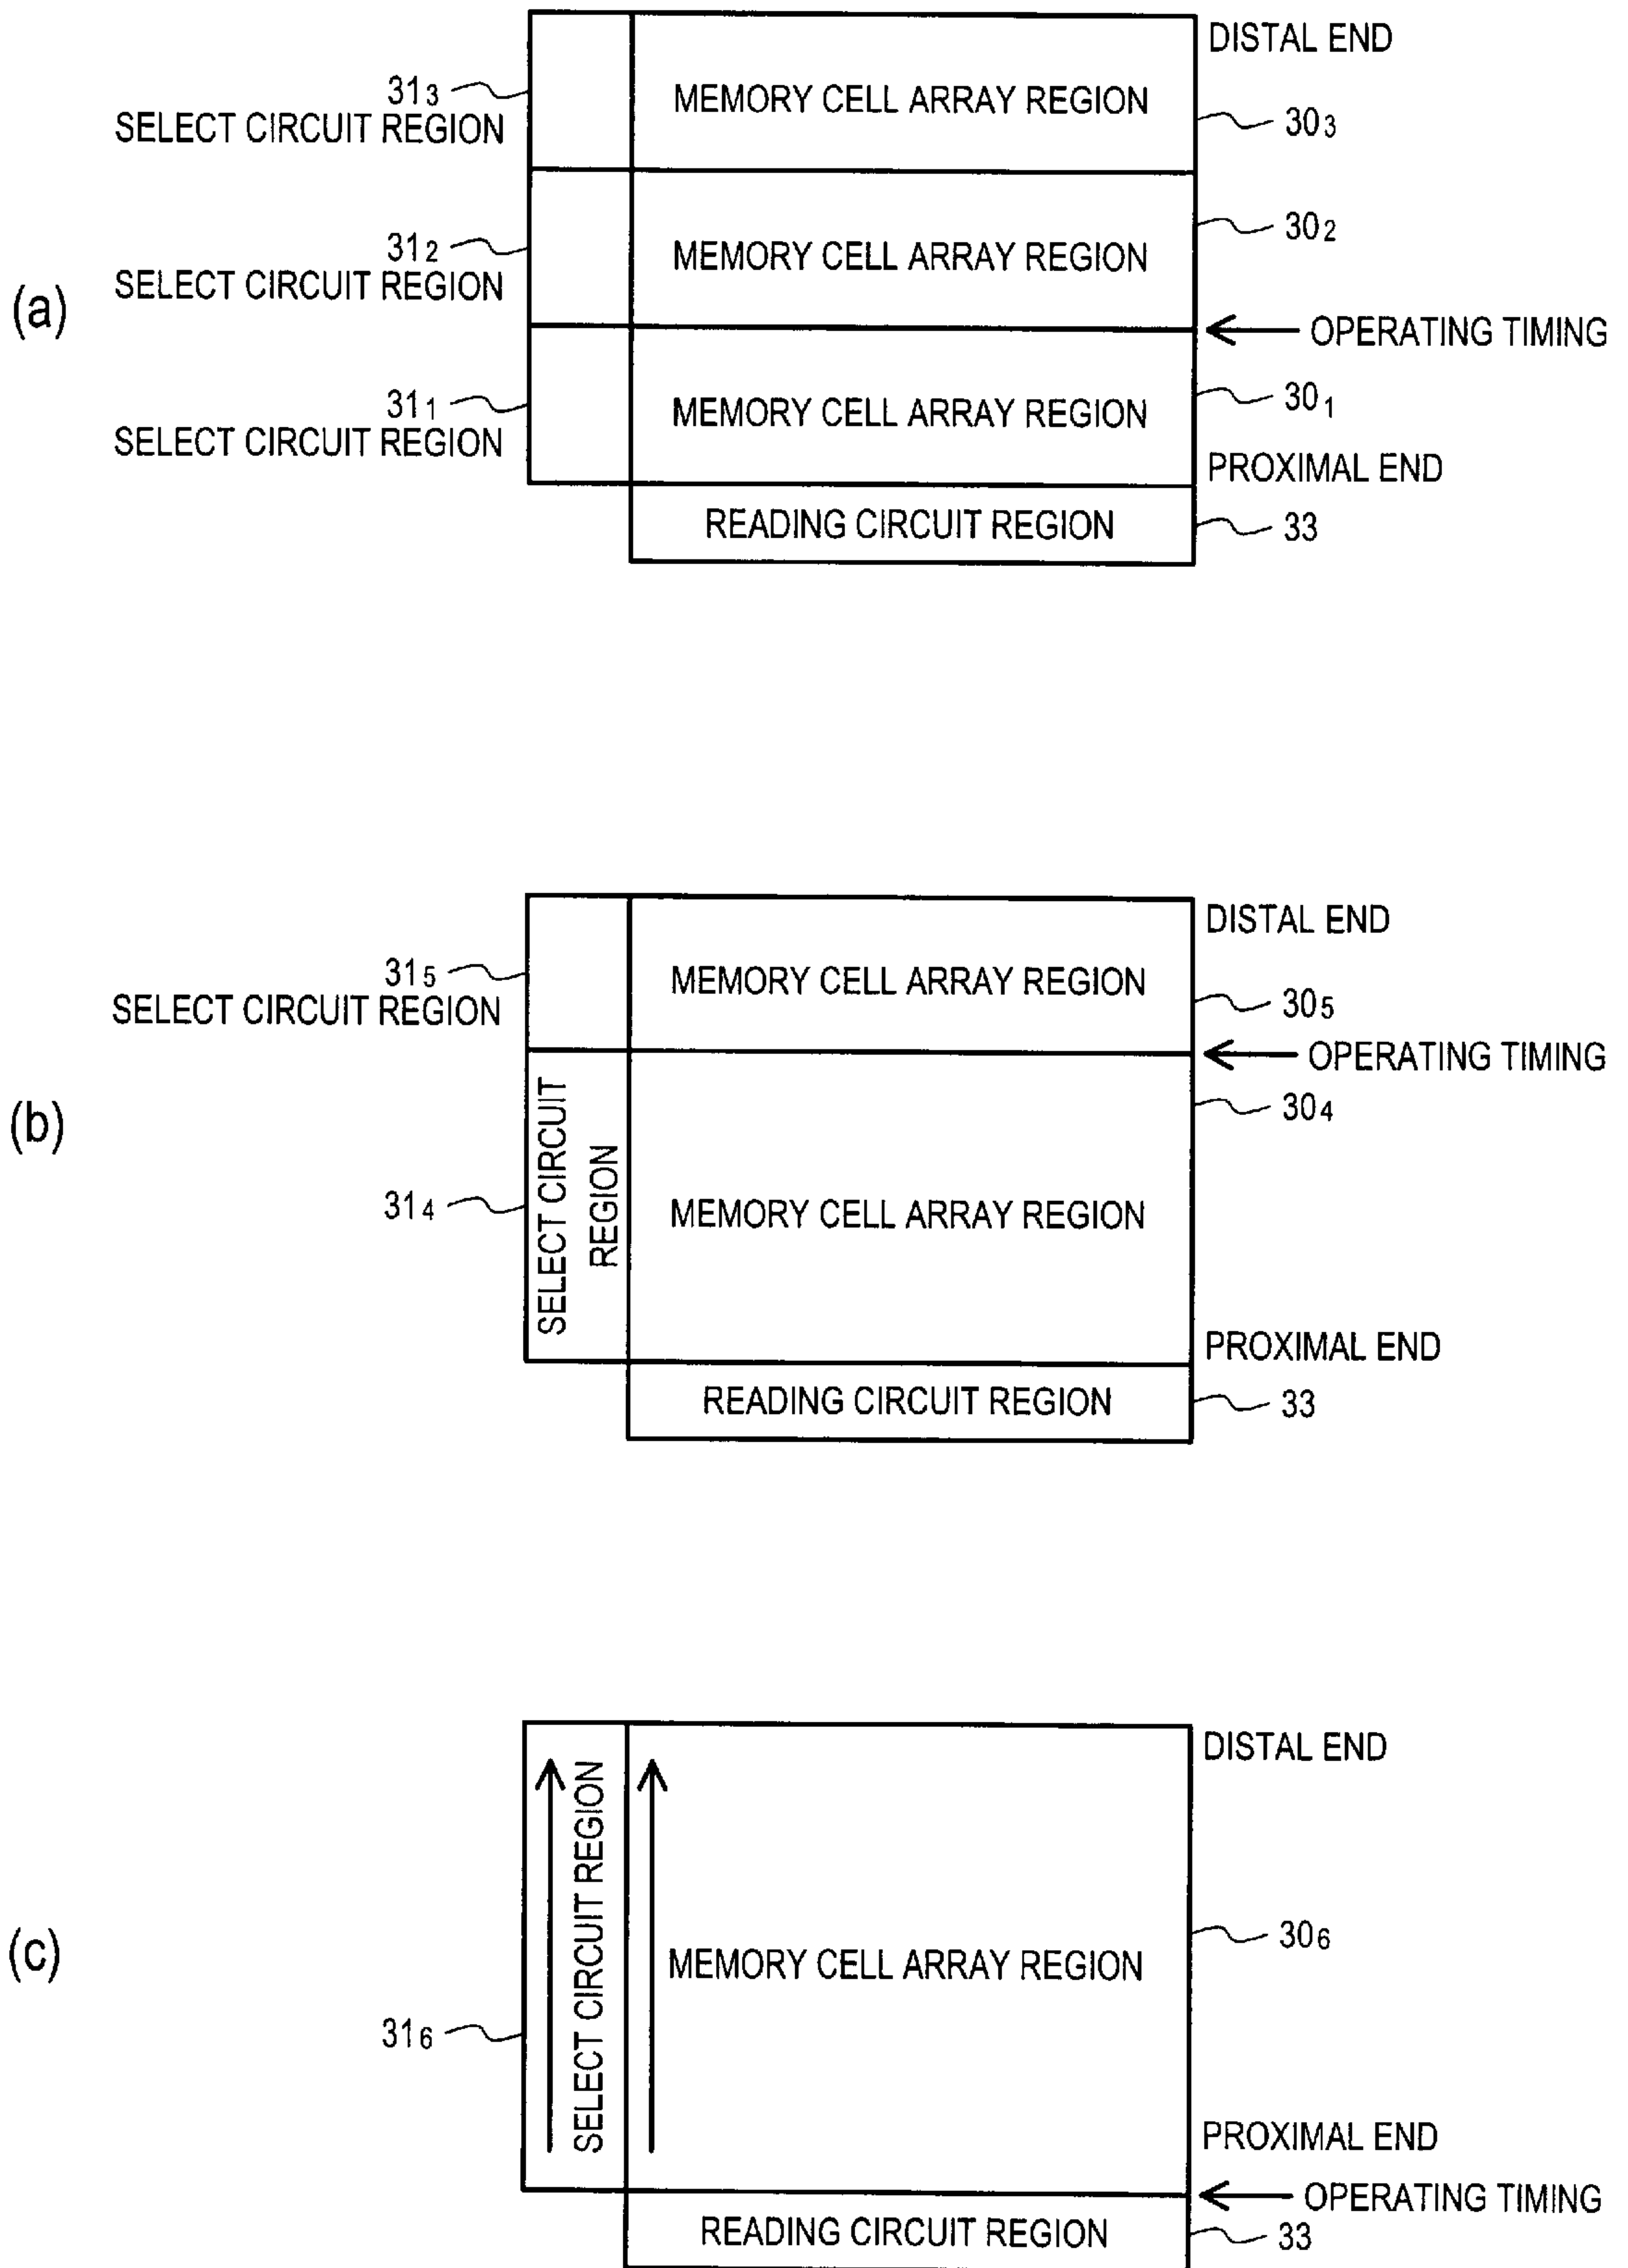 DISTAL END
31₃
MEMORY CELL ARRAY REGION
30₃
SELECT CIRCUIT REGION
30₂
31₂
MEMORY CELL ARRAY REGION
SELECT CIRCUIT REGION
(a)
OPERATING TIMING
31₁
MEMORY CELL ARRAY REGION
30₁
SELECT CIRCUIT REGION
PROXIMAL END
READING CIRCUIT REGION
33
DISTAL END
31₅
MEMORY CELL ARRAY REGION
30₅
SELECT CIRCUIT REGION
OPERATING TIMING
30₄
(b)
SELECT CIRCUIT
REGION
31₄
MEMORY CELL ARRAY REGION
PROXIMAL END
READING CIRCUIT REGION
33
DISTAL END
SELECT CIRCUIT REGION
30₆
(c)
MEMORY CELL ARRAY REGION
31₆
PROXIMAL END
OPERATING TIMING
READING CIRCUIT REGION
33